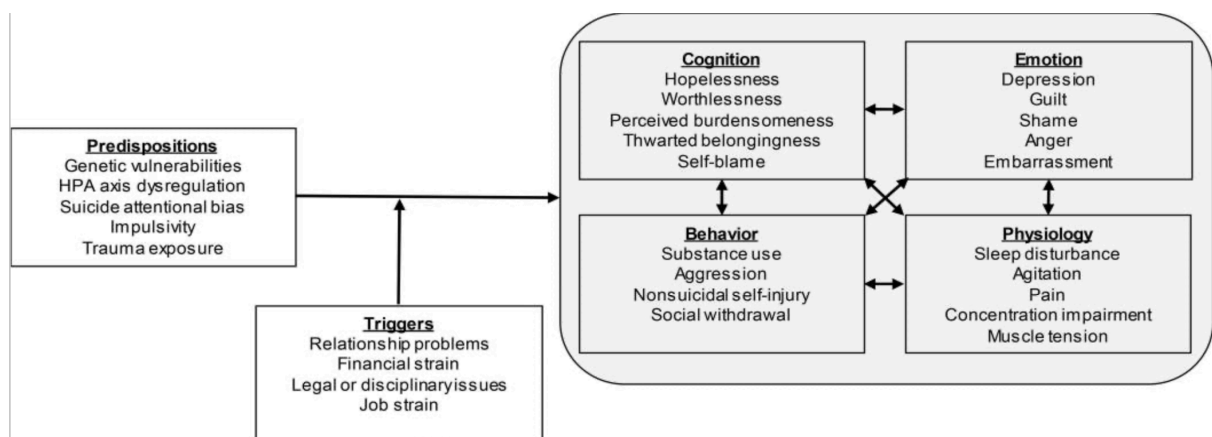 Predispositions
Genetic vulnerabilities
HPA axis dysregulation
Suicide attentional bias
Impulsivity
Trauma exposure
Triggers
Relationship problems
Financial strain
Legal or disciplinary issues
Job strain
Cognition
Hopelessness
Worthlessness
Perceived burdensomeness
Thwarted belongingness
Self-blame
Emotion
Depression
Guilt
Shame
Anger
Embarrassment
Behavior
Substance use
Aggression
Nonsuicidal self-injury
Social withdrawal
Physiology
Sleep disturbance
Agitation
Pain
Concentration impairment
Muscle tension